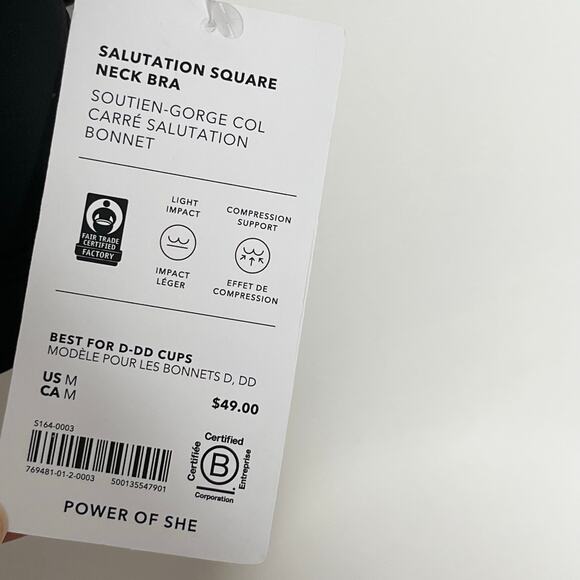 SALUTATION SQUARE
NECK BRA
SOUTIEN-GORGE COL
CARRÉ SALUTATION
BONNET
FAIR TRADE
CERTIFIED
FACTORY
LIGHT
IMPACT
IMPACT
LÉGER
COMPRESSION
SUPPORT
EFFET DE
COMPRESSION
BEST FOR D-DD CUPS
MODÈLE POUR LES BONNETS D, DD
US M
CA M
$49.00
S164-0003
769481-01-2-0003 500135547901
Certified
Certifiée
B
Entreprise
Corporation
POWER OF SHE